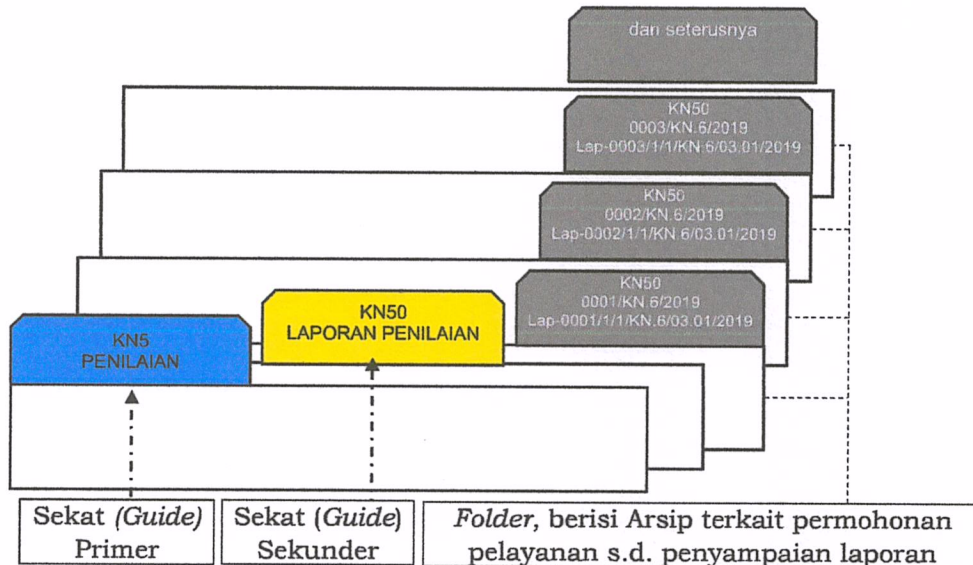 dan seterusnya
KN50
0003/KN.6/2019
Lap-0003/1/1/KN.6/03.01/2019
KN50
0002/KN.6/2019
Lap-0002/1/1/KN.6/03.01/2019
KN50
0001/KN.6/2019
Lap-0001/1/1/KN.6/03.01/2019
KN50
LAPORAN PENILAIAN
KN5
PENILAIAN
Sekat (Guide)
Primer
Sekat (Guide)
Sekunder
Folder, berisi Arsip terkait permohonan
pelayanan s.d. penyampaian laporan